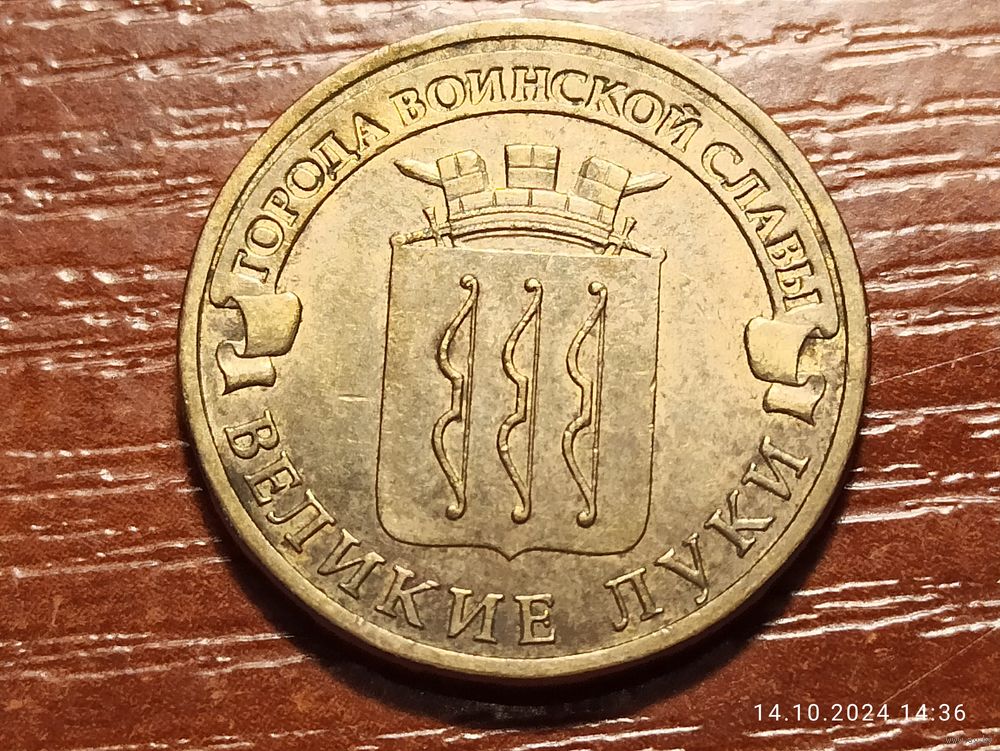 ГОРОДА ВОИНСКОЙ СЛАВЫ
ВЕЛИКИЕ ЛУКИ
14.10.2024 14:36